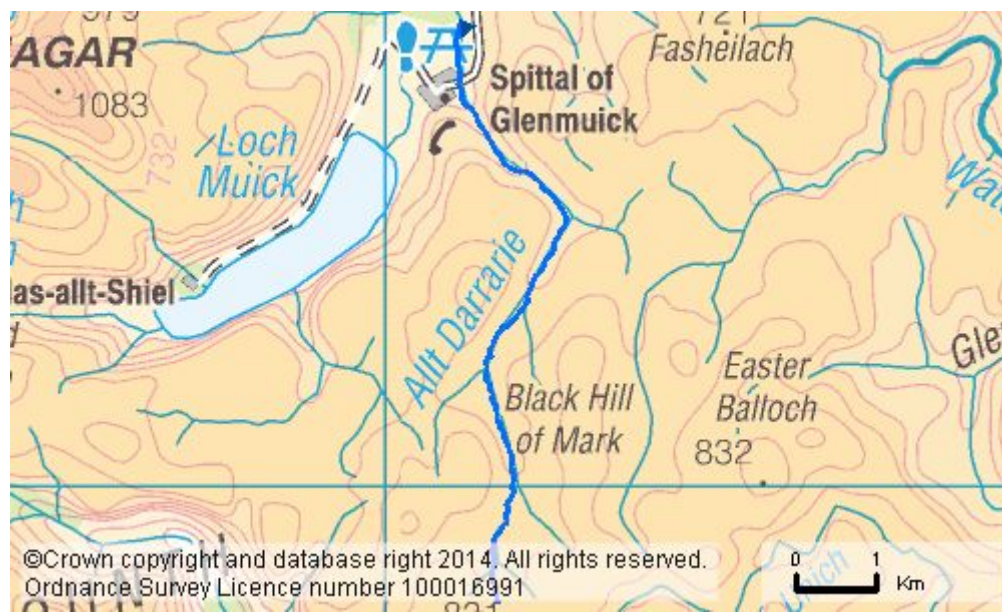 721
Fasheilach
AGAR
1083
732
Spittal of
Glenmuick
Loch
Muick
as-allt-Shiel
Allt Darrarie
Black Hill
of Mark
Easter
Balloch
832
©Crown copyright and database right 2014. All rights reserved.
Ordnance Survey Licence number 100016991
0 1
Km